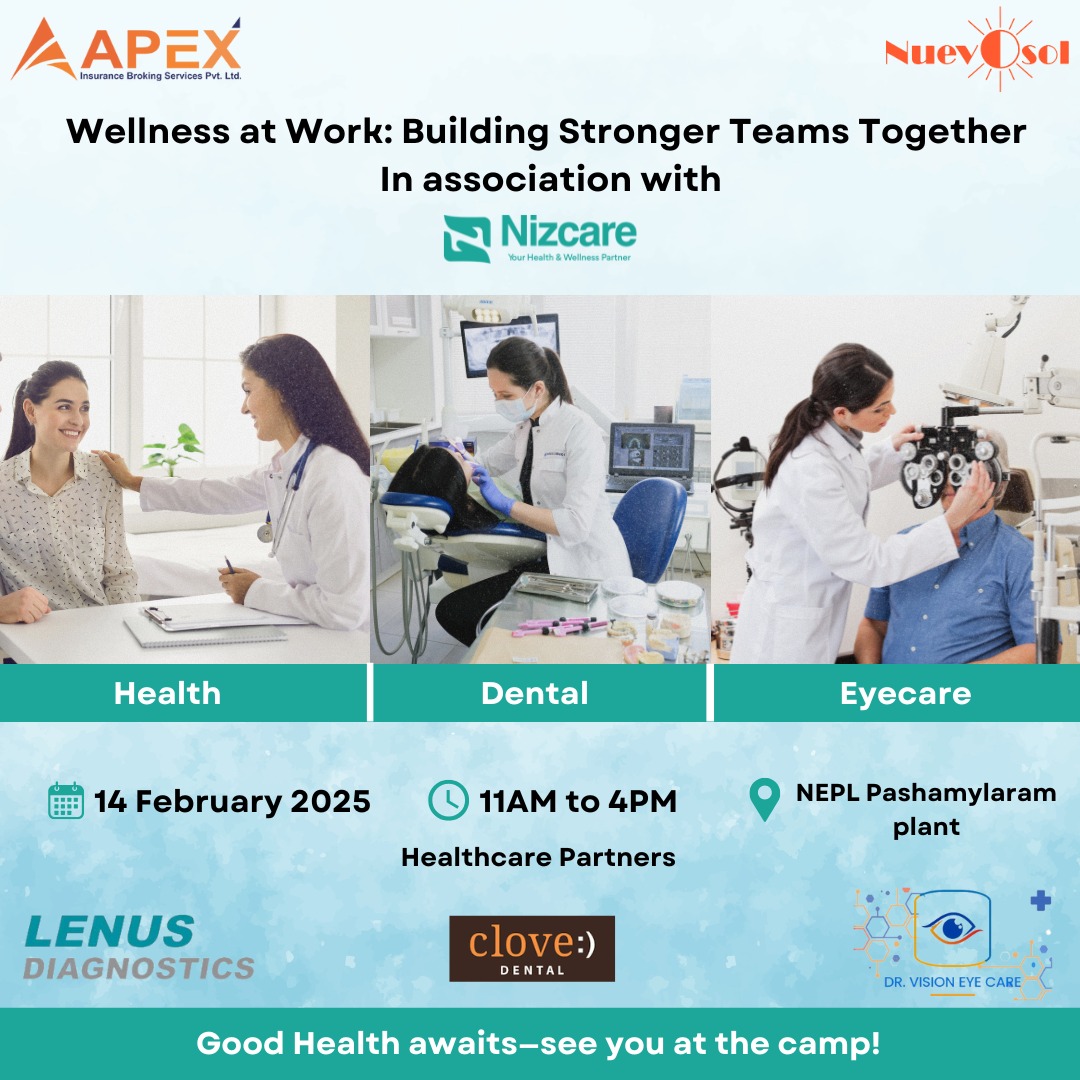 APEX
Insurance Broking Services Pvt. Ltd.
NuevOsol
Wellness at Work: Building Stronger Teams Together
In association with
Nizcare
Your Health & Wellness Partner
Health
Dental
Eyecare
14 February 2025
11AM to 4PM
NEPL Pashamylaram
plant
Healthcare Partners
LENUS
DIAGNOSTICS
clove:)
DENTAL
DR. VISION EYE CARE
Good Health awaits—see you at the camp!